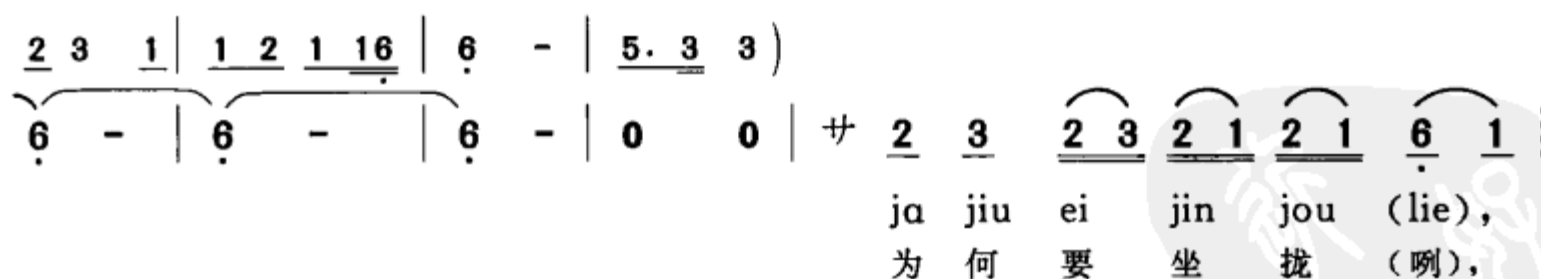 2 3 1 | 1 2 1 16̣ | 6̣ - | 5. 3 3 )
6̣ - | 6̣ - | 6̣ - | 0 0 | サ 2 3 2 3 2 1 2 1 6̣ 1
ja jiu ei jin jou (lie),
为 何 要 坐 拢 (咧),